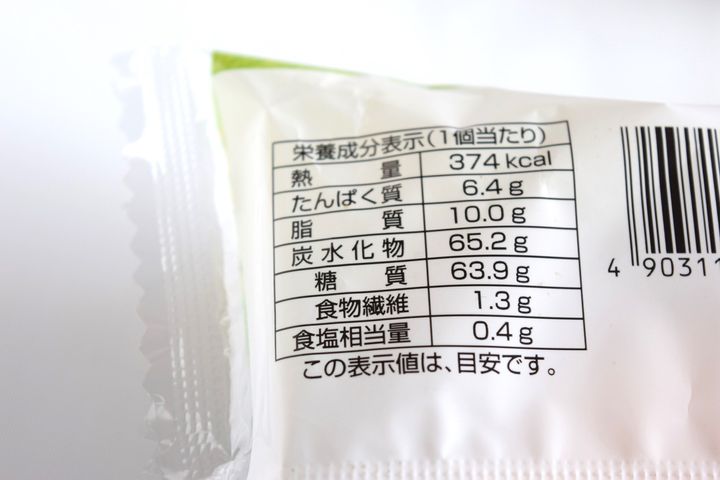 栄養成分表示(1個当たり)
熱量 374kcal
たんぱく質 6.4g
脂質 10.0g
炭水化物 65.2g
糖質 63.9g
食物繊維 1.3g
食塩相当量 0.4g
この表示値は、目安です。
4 90311